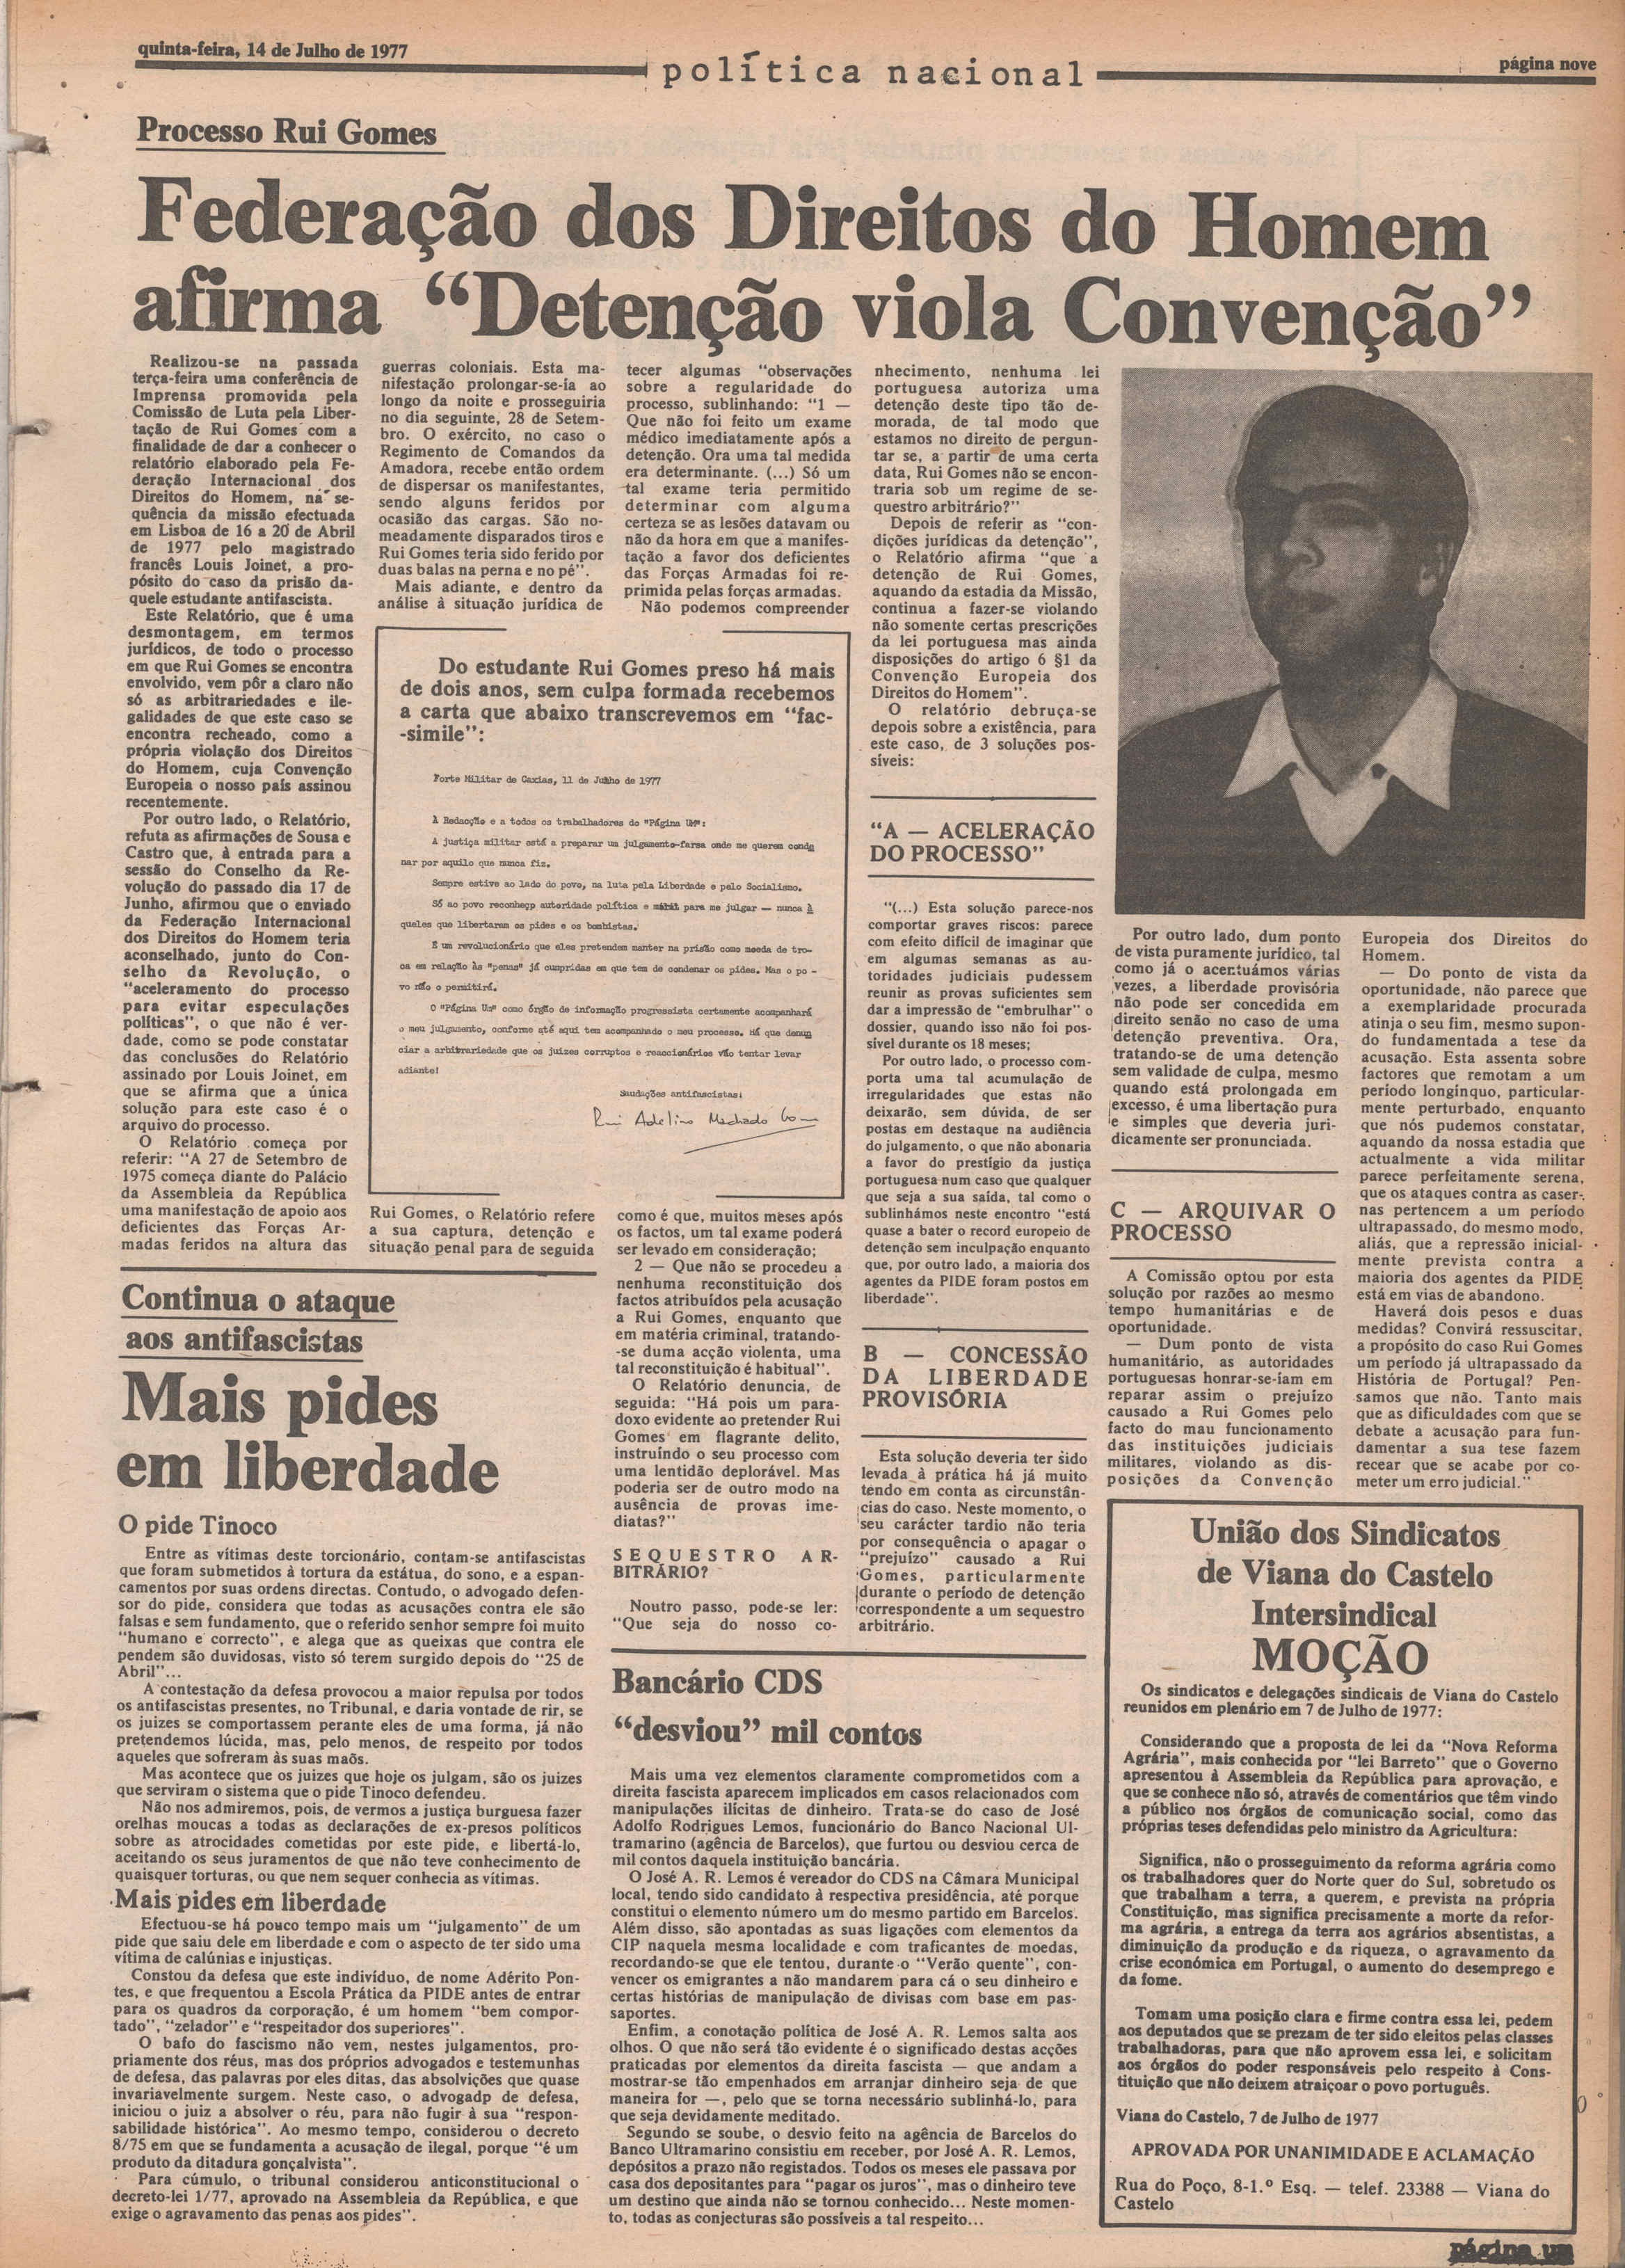 quinta-feira, 14 de Julho de 1977
política nacional
página nove
Processo Rui Gomes
Federação dos Direitos do Homem
afirma “Detenção viola Convenção”
Realizou-se na passada
terça-feira uma conferência de
Imprensa promovida pela
Comissão de Luta pela Liber-
tação de Rui Gomes com a
finalidade de dar a conhecer o
relatório elaborado pela Fe-
deração Internacional dos
Direitos do Homem, na se-
quência da missão efectuada
em Lisboa de 16 a 20 de Abril
de 1977 pelo magistrado
francês Louis Joinet, a pro-
pósito do caso da prisão da-
quele estudante antifascista.
Este Relatório, que é uma
desmontagem, em termos
jurídicos, de todo o processo
em que Rui Gomes se encontra
envolvido, vem pôr a claro não
só as arbitrariedades e ile-
galidades de que este caso se
encontra recheado, como a
própria violação dos Direitos
do Homem, cuja Convenção
Europeia o nosso país assinou
recentemente.
Por outro lado, o Relatório,
refuta as afirmações de Sousa e
Castro que, à entrada para a
sessão do Conselho da Re-
volução do passado dia 17 de
Junho, afirmou que o enviado
da Federação Internacional
dos Direitos do Homem teria
aconselhado, junto do Con-
selho da Revolução, o
“aceleramento do processo
para evitar especulações
políticas”, o que não é ver-
dade, como se pode constatar
das conclusões do Relatório
assinado por Louis Joinet, em
que se afirma que a única
solução para este caso é o
arquivo do processo.
O Relatório começa por
referir: “A 27 de Setembro de
1975 começa diante do Palácio
da Assembleia da República
uma manifestação de apoio aos
deficientes das Forças Ar-
madas feridos na altura das
guerras coloniais. Esta ma-
nifestação prolongar-se-ia ao
longo da noite e prosseguiria
no dia seguinte, 28 de Setem-
bro. O exército, no caso o
Regimento de Comandos da
Amadora, recebe então ordem
de dispersar os manifestantes,
sendo alguns feridos por
ocasião das cargas. São no-
meadamente disparados tiros e
Rui Gomes teria sido ferido por
duas balas na perna e no pé”.
Mais adiante, e dentro da
análise à situação jurídica de
Do estudante Rui Gomes preso há mais
de dois anos, sem culpa formada recebemos
a carta que abaixo transcrevemos em “fac-
-simile”:
Forte Militar de Caxias, 11 de Julho de 1977
À Redacção e a todos os trabalhadores do "Página UM":
A justiça militar está a preparar um julgamento-farsa onde me querem conde
nar por aquilo que nunca fiz.
Sempre estive ao lado do povo, na luta pela Liberdade e pelo Socialismo.
Só ao povo reconheço autoridade política e para me julgar — nunca à
queles que libertaram os pides e os bombistas.
É um revolucionário que eles pretendem manter na prisão como moeda de tro-
ca em relação às "penas" já cumpridas em que tem de condenar os pides. Mas o po -
vo não o permitirá.
O "Página Um" como órgão de informação progressista certamente acompanhará
o meu julgamento, conforme até aqui tem acompanhado o meu processo. Há que denun
ciar a arbitrariedade que os juizes corruptos e reaccionários vão tentar levar
adiante!
Saudações antifascistas:
Rui Adelino Machado Gomes
Rui Gomes, o Relatório refere
a sua captura, detenção e
situação penal para de seguida
tecer algumas “observações
sobre a regularidade do
processo, sublinhando: “1 —
Que não foi feito um exame
médico imediatamente após a
detenção. Ora uma tal medida
era determinante. (...) Só um
tal exame teria permitido
determinar com alguma
certeza se as lesões datavam ou
não da hora em que a manifes-
tação a favor dos deficientes
das Forças Armadas foi re-
primida pelas forças armadas.
Não podemos compreender
como é que, muitos meses após
os factos, um tal exame poderá
ser levado em consideração;
2 — Que não se procedeu a
nenhuma reconstituição dos
factos atribuídos pela acusação
a Rui Gomes, enquanto que
em matéria criminal, tratando-
-se duma acção violenta, uma
tal reconstituição é habitual”.
O Relatório denuncia, de
seguida: “Há pois um para-
doxo evidente ao pretender Rui
Gomes em flagrante delito,
instruíndo o seu processo com
uma lentidão deplorável. Mas
poderia ser de outro modo na
ausência de provas ime-
diatas?”
SEQUESTRO AR-
BITRÁRIO?
Noutro passo, pode-se ler:
“Que seja do nosso co-
nhecimento, nenhuma lei
portuguesa autoriza uma
detenção deste tipo tão de-
morada, de tal modo que
estamos no direito de pergun-
tar se, a partir de uma certa
data, Rui Gomes não se encon-
traria sob um regime de se-
questro arbitrário?”
Depois de referir as “con-
dições jurídicas da detenção”,
o Relatório afirma “que a
detenção de Rui Gomes,
aquando da estadia da Missão,
continua a fazer-se violando
não somente certas prescrições
da lei portuguesa mas ainda
disposições do artigo 6 §1 da
Convenção Europeia dos
Direitos do Homem”.
O relatório debruça-se
depois sobre a existência, para
este caso, de 3 soluções pos-
síveis:
“A — ACELERAÇÃO
DO PROCESSO”
“(...) Esta solução parece-nos
comportar graves riscos: parece
com efeito difícil de imaginar que
em algumas semanas as au-
toridades judiciais pudessem
reunir as provas suficientes sem
dar a impressão de “embrulhar” o
dossier, quando isso não foi pos-
sível durante os 18 meses;
Por outro lado, o processo com-
porta uma tal acumulação de
irregularidades que estas não
deixarão, sem dúvida, de ser
postas em destaque na audiência
do julgamento, o que não abonaria
a favor do prestígio da justiça
portuguesa num caso que qualquer
que seja a sua saída, tal como o
sublinhámos neste encontro “está
quase a bater o record europeio de
detenção sem inculpação enquanto
que, por outro lado, a maioria dos
agentes da PIDE foram postos em
liberdade”.
B — CONCESSÃO
DA LIBERDADE
PROVISÓRIA
Esta solução deveria ter sido
levada à prática há já muito
tendo em conta as circunstân-
cias do caso. Neste momento, o
seu carácter tardio não teria
por consequência o apagar o
“prejuízo” causado a Rui
Gomes, particularmente
durante o período de detenção
correspondente a um sequestro
arbitrário.
Por outro lado, dum ponto
de vista puramente jurídico, tal
como já o acentuámos várias
vezes, a liberdade provisória
não pode ser concedida em
direito senão no caso de uma
detenção preventiva. Ora,
tratando-se de uma detenção
sem validade de culpa, mesmo
quando está prolongada em
excesso, é uma libertação pura
e simples que deveria juri-
dicamente ser pronunciada.
C — ARQUIVAR O
PROCESSO
A Comissão optou por esta
solução por razões ao mesmo
tempo humanitárias e de
oportunidade.
— Dum ponto de vista
humanitário, as autoridades
portuguesas honrar-se-íam em
reparar assim o prejuízo
causado a Rui Gomes pelo
facto do mau funcionamento
das instituições judiciais
militares, violando as dis-
posições da Convenção
Europeia dos Direitos do
Homem.
— Do ponto de vista da
oportunidade, não parece que
a exemplaridade procurada
atinja o seu fim, mesmo supon-
do fundamentada a tese da
acusação. Esta assenta sobre
factores que remotam a um
período longínquo, particular-
mente perturbado, enquanto
que nós pudemos constatar,
aquando da nossa estadia que
actualmente a vida militar
parece perfeitamente serena,
que os ataques contra as caser-
nas pertencem a um período
ultrapassado, do mesmo modo,
aliás, que a repressão inicial-
mente prevista contra a
maioria dos agentes da PIDE
está em vias de abandono.
Haverá dois pesos e duas
medidas? Convirá ressuscitar,
a propósito do caso Rui Gomes
um período já ultrapassado da
História de Portugal? Pen-
samos que não. Tanto mais
que as dificuldades com que se
debate a acusação para fun-
damentar a sua tese fazem
recear que se acabe por co-
meter um erro judicial.”
Continua o ataque
aos antifascistas
Mais pides
em liberdade
O pide Tinoco
Entre as vítimas deste torcionário, contam-se antifascistas
que foram submetidos à tortura da estátua, do sono, e a espan-
camentos por suas ordens directas. Contudo, o advogado defen-
sor do pide, considera que todas as acusações contra ele são
falsas e sem fundamento, que o referido senhor sempre foi muito
“humano e correcto”, e alega que as queixas que contra ele
pendem são duvidosas, visto só terem surgido depois do “25 de
Abril”...
A contestação da defesa provocou a maior repulsa por todos
os antifascistas presentes, no Tribunal, e daria vontade de rir, se
os juizes se comportassem perante eles de uma forma, já não
pretendemos lúcida, mas, pelo menos, de respeito por todos
aqueles que sofreram às suas maõs.
Mas acontece que os juizes que hoje os julgam, são os juizes
que serviram o sistema que o pide Tinoco defendeu.
Não nos admiremos, pois, de vermos a justiça burguesa fazer
orelhas moucas a todas as declarações de ex-presos políticos
sobre as atrocidades cometidas por este pide, e libertá-lo,
aceitando os seus juramentos de que não teve conhecimento de
quaisquer torturas, ou que nem sequer conhecia as vítimas.
Mais pides em liberdade
Efectuou-se há pouco tempo mais um “julgamento” de um
pide que saiu dele em liberdade e com o aspecto de ter sido uma
vítima de calúnias e injustiças.
Constou da defesa que este indivíduo, de nome Adérito Pon-
tes, e que frequentou a Escola Prática da PIDE antes de entrar
para os quadros da corporação, é um homem “bem compor-
tado”, “zelador” e “respeitador dos superiores”.
O bafo do fascismo não vem, nestes julgamentos, pro-
priamente dos réus, mas dos próprios advogados e testemunhas
de defesa, das palavras por eles ditas, das absolvições que quase
invariavelmente surgem. Neste caso, o advogadp de defesa,
iniciou o juiz a absolver o réu, para não fugir à sua “respon-
sabilidade histórica”. Ao mesmo tempo, considerou o decreto
8/75 em que se fundamenta a acusação de ilegal, porque “é um
produto da ditadura gonçalvista”.
Para cúmulo, o tribunal considerou anticonstitucional o
decreto-lei 1/77, aprovado na Assembleia da República, e que
exige o agravamento das penas aos pides”.
Bancário CDS
“desviou” mil contos
Mais uma vez elementos claramente comprometidos com a
direita fascista aparecem implicados em casos relacionados com
manipulações ilícitas de dinheiro. Trata-se do caso de José
Adolfo Rodrigues Lemos, funcionário do Banco Nacional Ul-
tramarino (agência de Barcelos), que furtou ou desviou cerca de
mil contos daquela instituição bancária.
O José A. R. Lemos é vereador do CDS na Câmara Municipal
local, tendo sido candidato à respectiva presidência, até porque
constitui o elemento número um do mesmo partido em Barcelos.
Além disso, são apontadas as suas ligações com elementos da
CIP naquela mesma localidade e com traficantes de moedas,
recordando-se que ele tentou, durante o “Verão quente”, con-
vencer os emigrantes a não mandarem para cá o seu dinheiro e
certas histórias de manipulação de divisas com base em pas-
saportes.
Enfim, a conotação política de José A. R. Lemos salta aos
olhos. O que não será tão evidente é o significado destas acções
praticadas por elementos da direita fascista — que andam a
mostrar-se tão empenhados em arranjar dinheiro seja de que
maneira for —, pelo que se torna necessário sublinhá-lo, para
que seja devidamente meditado.
Segundo se soube, o desvio feito na agência de Barcelos do
Banco Ultramarino consistiu em receber, por José A. R. Lemos,
depósitos a prazo não registados. Todos os meses ele passava por
casa dos depositantes para “pagar os juros”, mas o dinheiro teve
um destino que ainda não se tornou conhecido... Neste momen-
to, todas as conjecturas são possíveis a tal respeito...
União dos Sindicatos
de Viana do Castelo
Intersindical
MOÇÃO
Os sindicatos e delegações sindicais de Viana do Castelo
reunidos em plenário em 7 de Julho de 1977:
Considerando que a proposta de lei da “Nova Reforma
Agrária”, mais conhecida por “lei Barreto” que o Governo
apresentou à Assembleia da República para aprovação, e
que se conhece não só, através de comentários que têm vindo
a público nos órgãos de comunicação social, como das
próprias teses defendidas pelo ministro da Agricultura:
Significa, não o prosseguimento da reforma agrária como
os trabalhadores quer do Norte quer do Sul, sobretudo os
que trabalham a terra, a querem, e prevista na própria
Constituição, mas significa precisamente a morte da refor-
ma agrária, a entrega da terra aos agrários absentistas, a
diminuição da produção e da riqueza, o agravamento da
crise económica em Portugal, o aumento do desemprego e
da fome.
Tomam uma posição clara e firme contra essa lei, pedem
aos deputados que se prezam de ter sido eleitos pelas classes
trabalhadoras, para que não aprovem essa lei, e solicitam
aos órgãos do poder responsáveis pelo respeito à Cons-
tituição que não deixem atraiçoar o povo português.
Viana do Castelo, 7 de Julho de 1977
APROVADA POR UNANIMIDADE E ACLAMAÇÃO
Rua do Poço, 8-1.º Esq. — telef. 23388 — Viana do
Castelo
página um